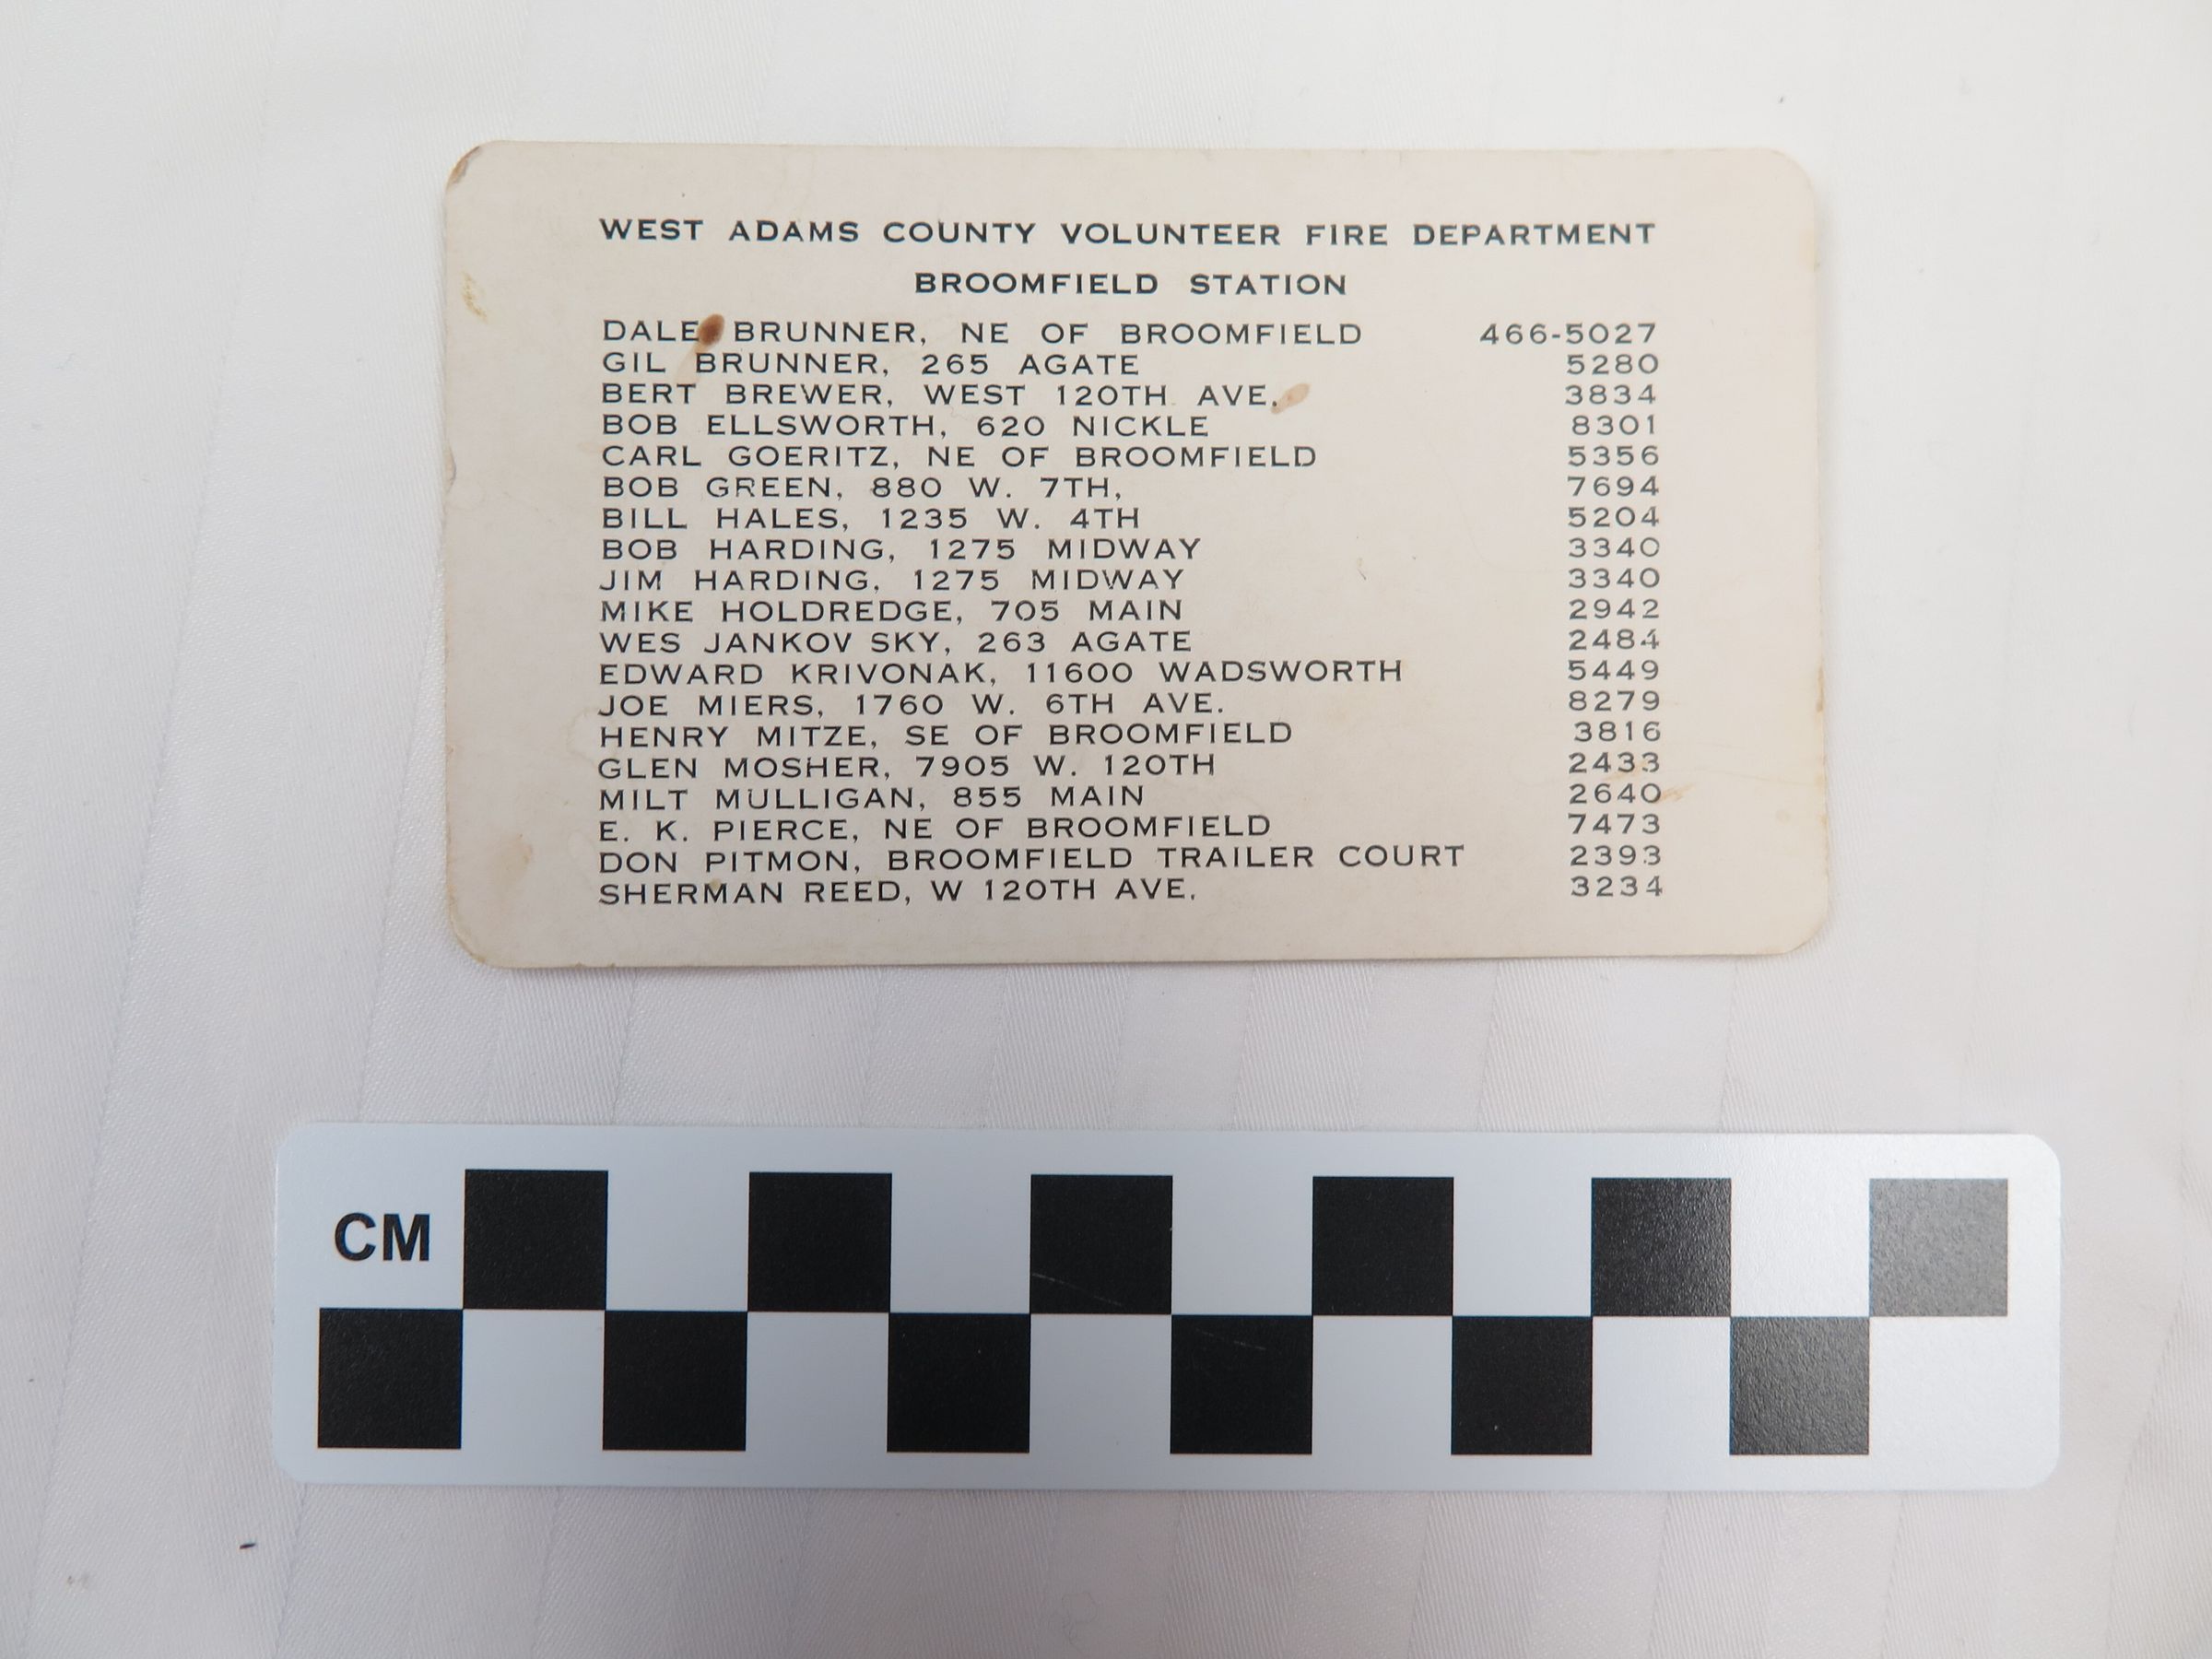 WEST ADAMS COUNTY VOLUNTEER FIRE DEPARTMENT
BROOMFIELD STATION
DALE BRUNNER, NE OF BROOMFIELD 466-5027
GIL BRUNNER, 265 AGATE 5280
BERT BREWER, WEST 120TH AVE. 3834
BOB ELLSWORTH, 620 NICKLE 8301
CARL GOERITZ, NE OF BROOMFIELD 5356
BOB GREEN, 880 W. 7TH, 7694
BILL HALES, 1235 W. 4TH 5204
BOB HARDING, 1275 MIDWAY 3340
JIM HARDING, 1275 MIDWAY 3340
MIKE HOLDREDGE, 705 MAIN 2942
WES JANKOV SKY, 263 AGATE 2484
EDWARD KRIVONAK, 11600 WADSWORTH 5449
JOE MIERS, 1760 W. 6TH AVE. 8279
HENRY MITZE, SE OF BROOMFIELD 3816
GLEN MOSHER, 7905 W. 120TH 2433
MILT MULLIGAN, 855 MAIN 2640
E. K. PIERCE, NE OF BROOMFIELD 7473
DON PITMON, BROOMFIELD TRAILER COURT 2393
SHERMAN REED, W 120TH AVE. 3234
CM